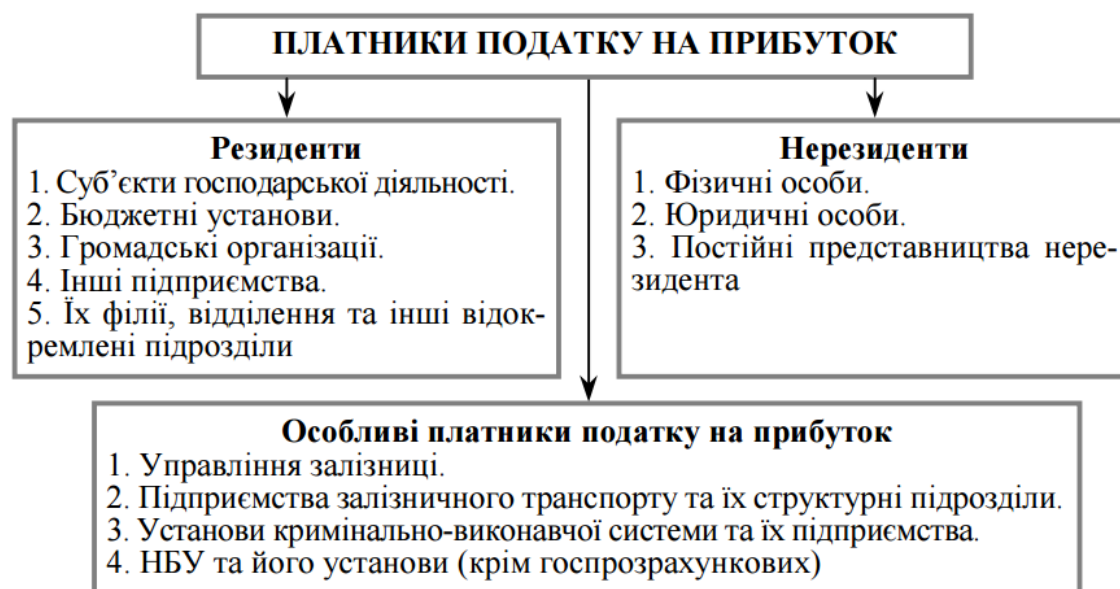 ПЛАТНИКИ ПОДАТКУ НА ПРИБУТОК
Резиденти
1. Суб’єкти господарської діяльності.
2. Бюджетні установи.
3. Громадські організації.
4. Інші підприємства.
5. Їх філії, відділення та інші відок-
ремлені підрозділи
Нерезиденти
1. Фізичні особи.
2. Юридичні особи.
3. Постійні представництва нере-
зидента
Особливі платники податку на прибуток
1. Управління залізниці.
2. Підприємства залізничного транспорту та їх структурні підрозділи.
3. Установи кримінально-виконавчої системи та їх підприємства.
4. НБУ та його установи (крім госпрозрахункових)